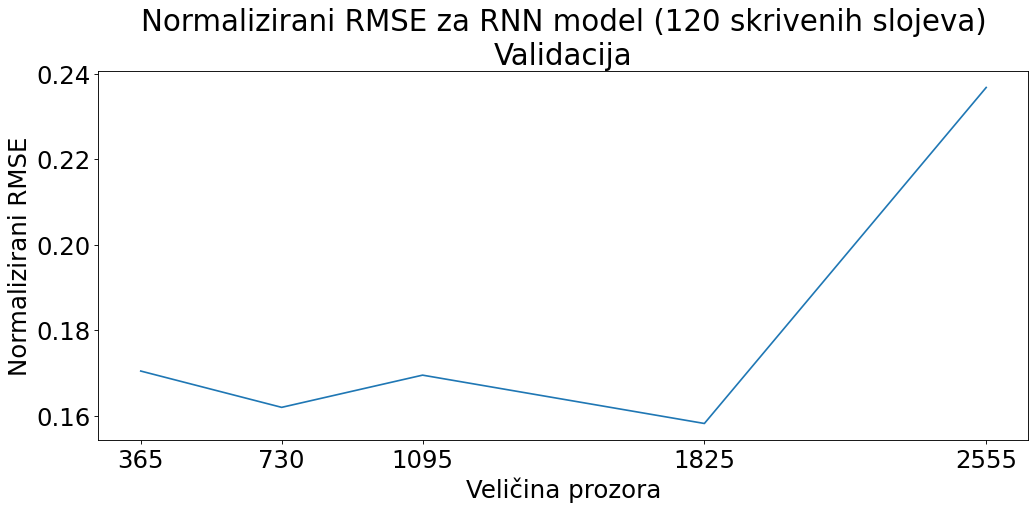 Normalizirani RMSE za RNN model (120 skrivenih slojeva)
Validacija
Normalizirani RMSE
0.24
0.22
0.20
0.18
0.16
365 730 1095 1825 2555
Veličina prozora